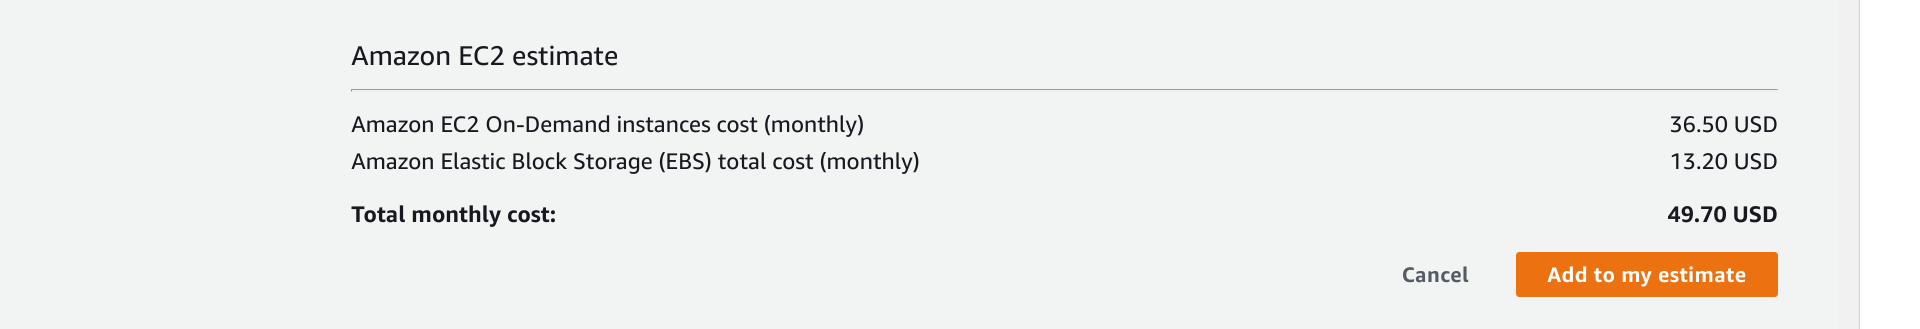 Amazon EC2 estimate
Amazon EC2 On-Demand instances cost (monthly) 36.50 USD
Amazon Elastic Block Storage (EBS) total cost (monthly) 13.20 USD
Total monthly cost: 49.70 USD
Cancel Add to my estimate